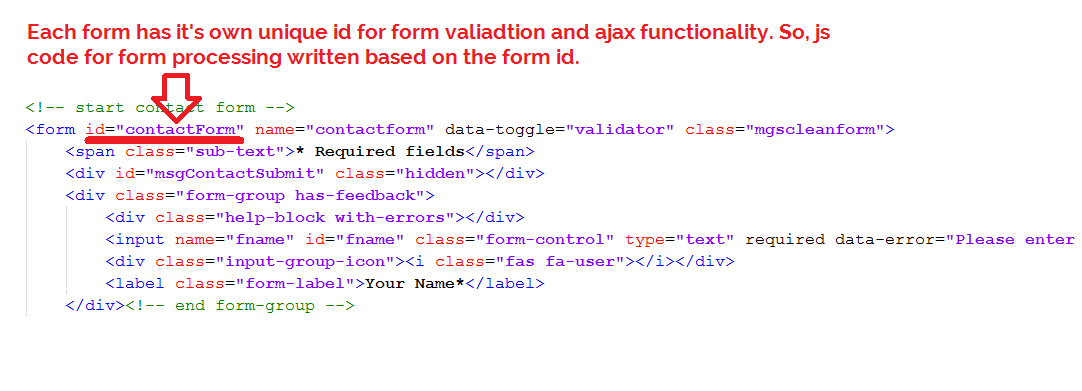 Each form has it's own unique id for form valiadtion and ajax functionality. So, js
code for form processing written based on the form id.
<!-- start contact form -->
<form id="contactForm" name="contactform" data-toggle="validator" class="mgscleanform">
<span class="sub-text">* Required fields</span>
<div id="msgContactSubmit" class="hidden"></div>
<div class="form-group has-feedback">
<div class="help-block with-errors"></div>
<input name="fname" id="fname" class="form-control" type="text" required data-error="Please enter
<div class="input-group-icon"><i class="fas fa-user"></i></div>
<label class="form-label">Your Name*</label>
</div><!-- end form-group -->